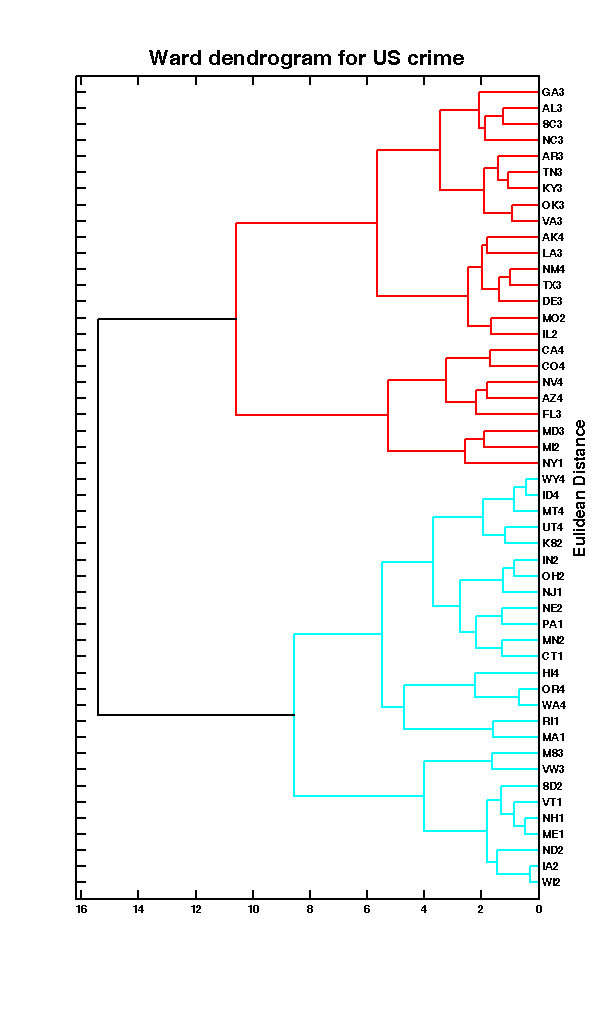 Ward dendrogram for US crime
GA3
AL3
SC3
NC3
AR3
TN3
KY3
OK3
VA3
AK4
LA3
NM4
TX3
DE3
MO2
IL2
CA4
CO4
NV4
AZ4
FL3
MD3
MI2
NY1
WY4
ID4
MT4
UT4
KS2
IN2
OH2
NJ1
NE2
PA1
MN2
CT1
HI4
OR4
WA4
RI1
MA1
MS3
VW3
SD2
VT1
NH1
ME1
ND2
IA2
WI2
Eulidean Distance
16 14 12 10 8 6 4 2 0